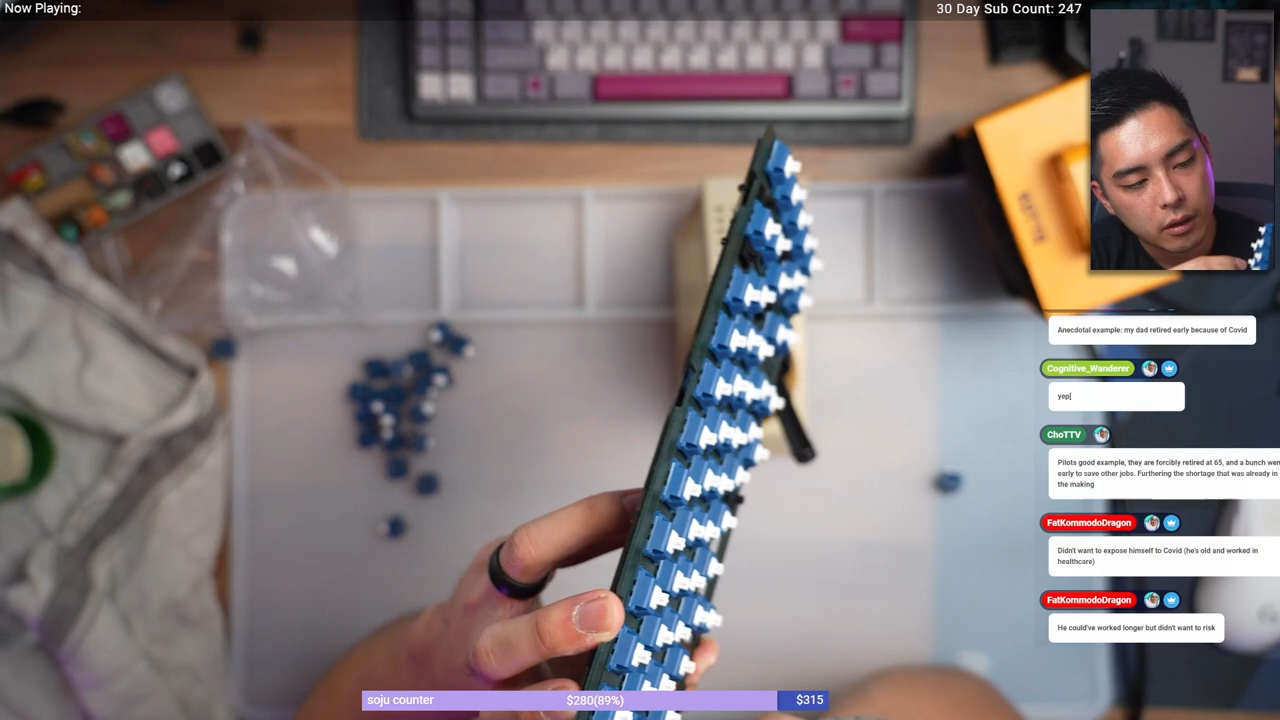 Now Playing:
30 Day Sub Count: 247
Anecdotal example: my dad retired early because of Covid
Cognitive_Wanderer
yep[
ChoTTV
Pilots good example, they are forcibly retired at 65, and a bunch went
early to save other jobs. Furthering the shortage that was already in
the making
FatKommodoDragon
Didn't want to expose himself to Covid (he's old and worked in
healthcare)
FatKommodoDragon
He could've worked longer but didn't want to risk
soju counter
$280(89%)
$315